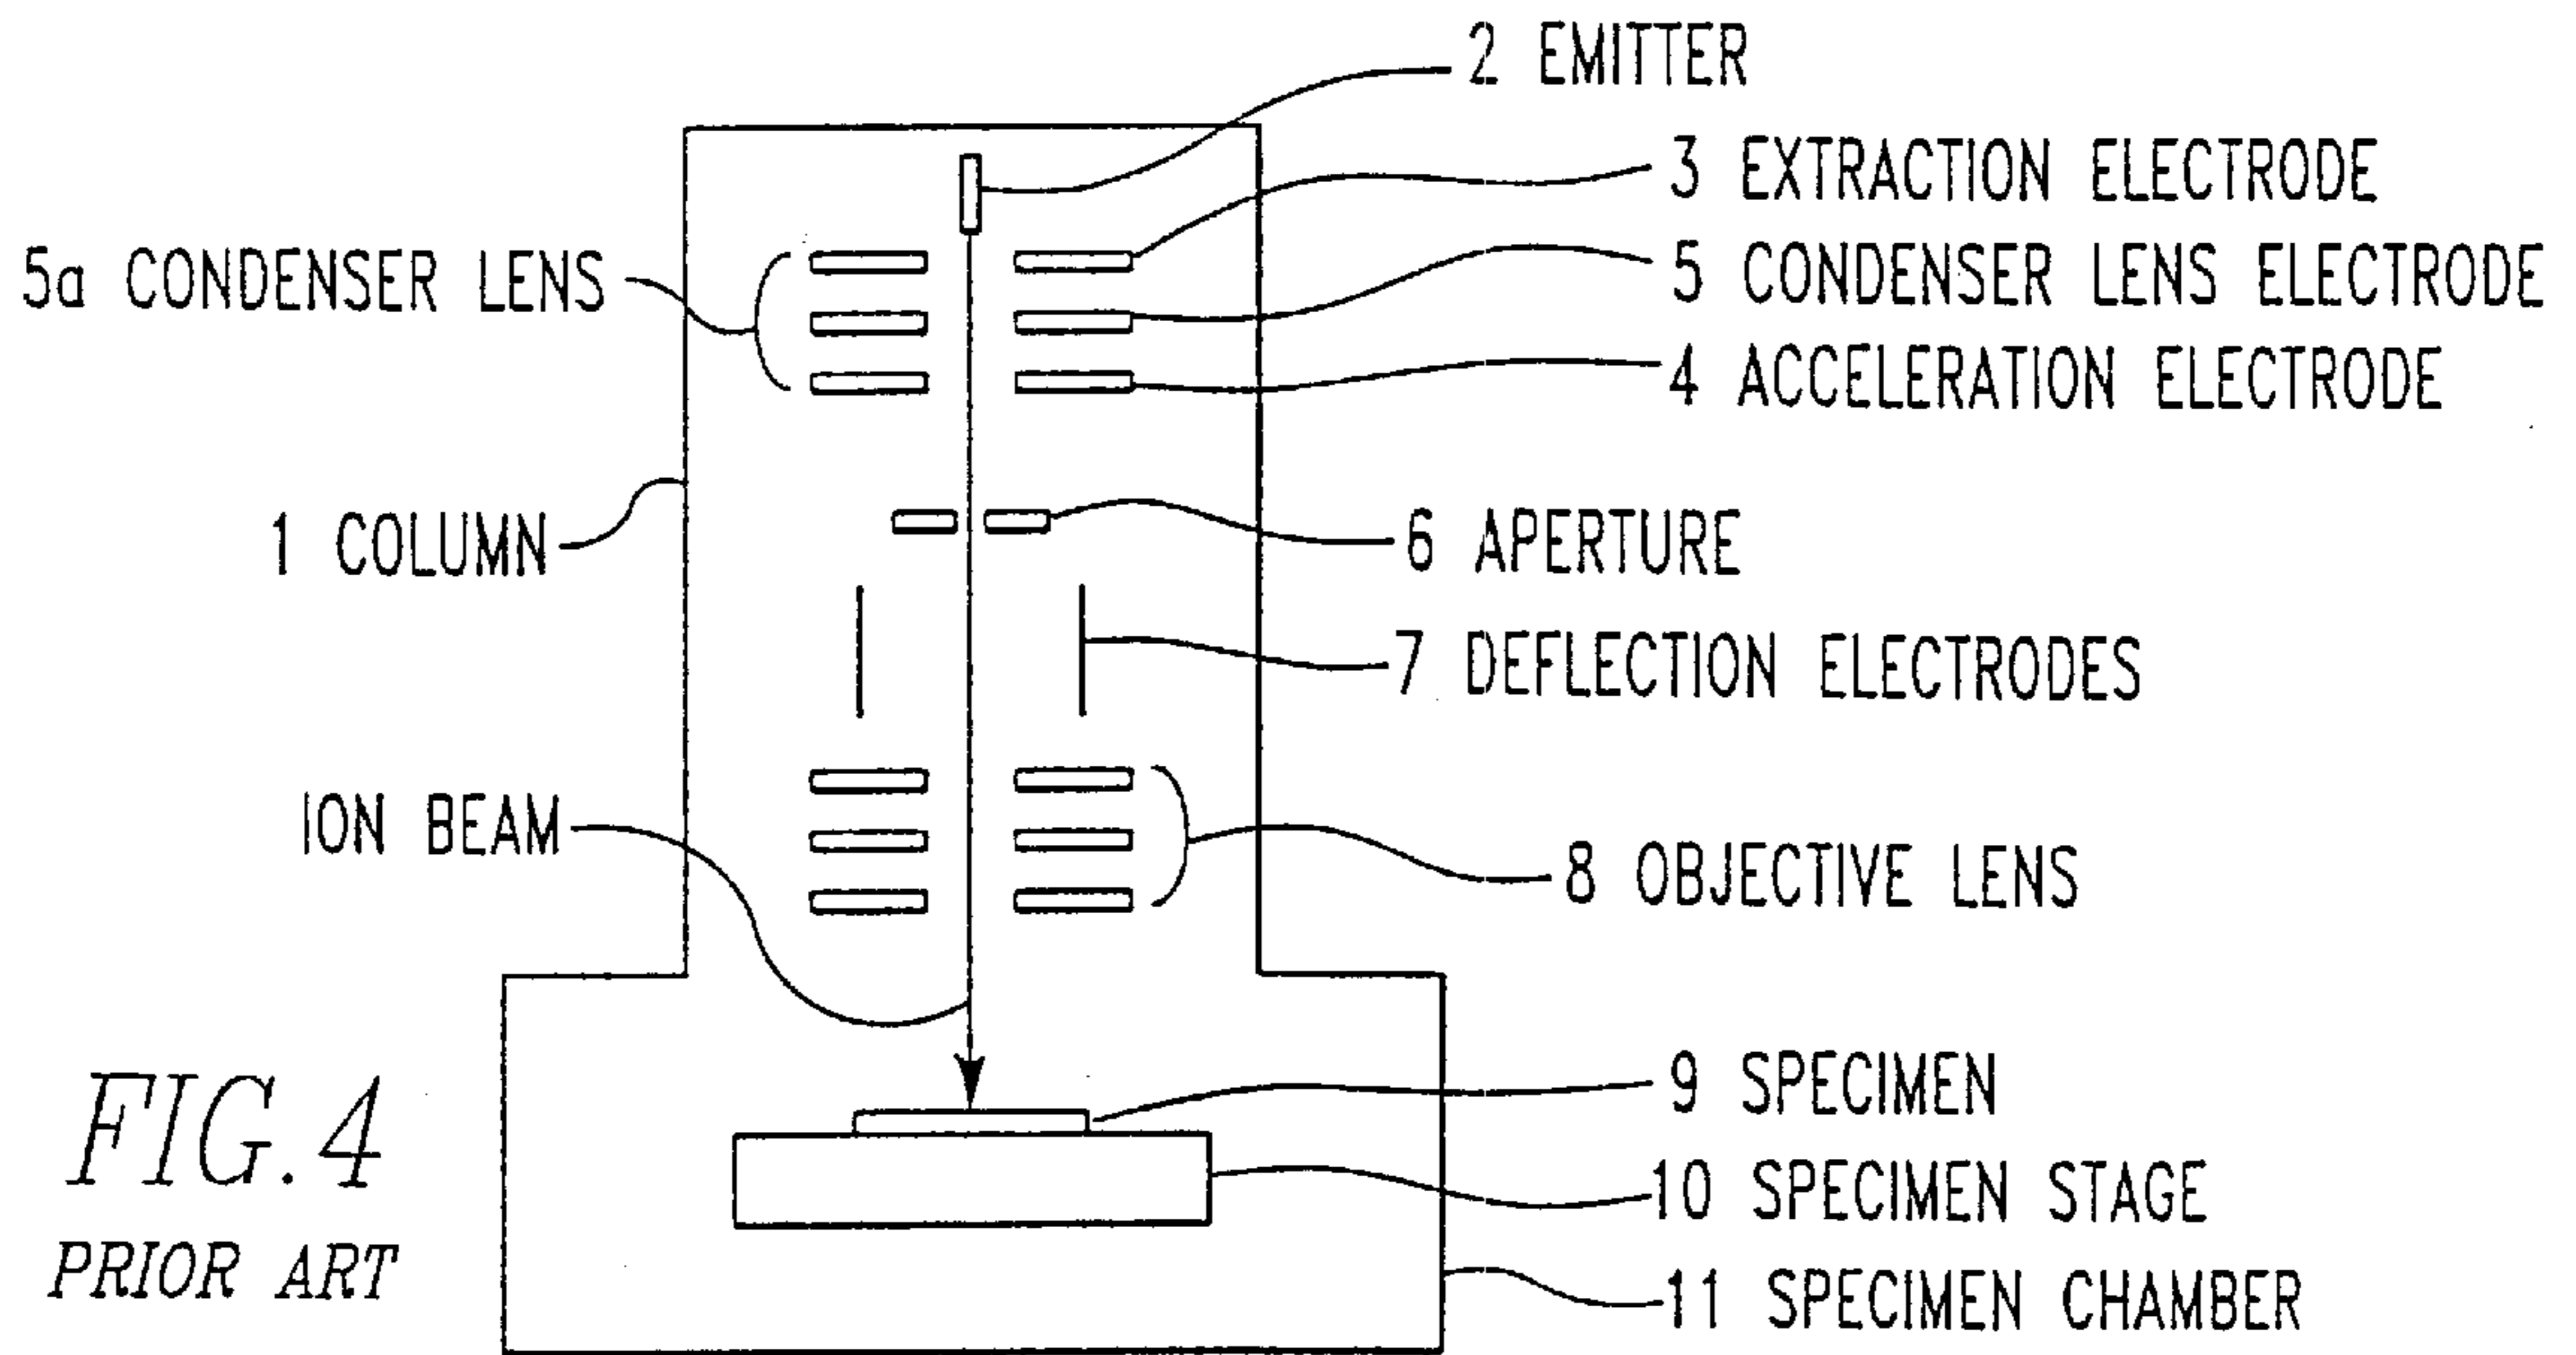 2 EMITTER
3 EXTRACTION ELECTRODE
5a CONDENSER LENS
5 CONDENSER LENS ELECTRODE
4 ACCELERATION ELECTRODE
1 COLUMN
6 APERTURE
7 DEFLECTION ELECTRODES
ION BEAM
8 OBJECTIVE LENS
9 SPECIMEN
10 SPECIMEN STAGE
11 SPECIMEN CHAMBER
FIG. 4
PRIOR ART